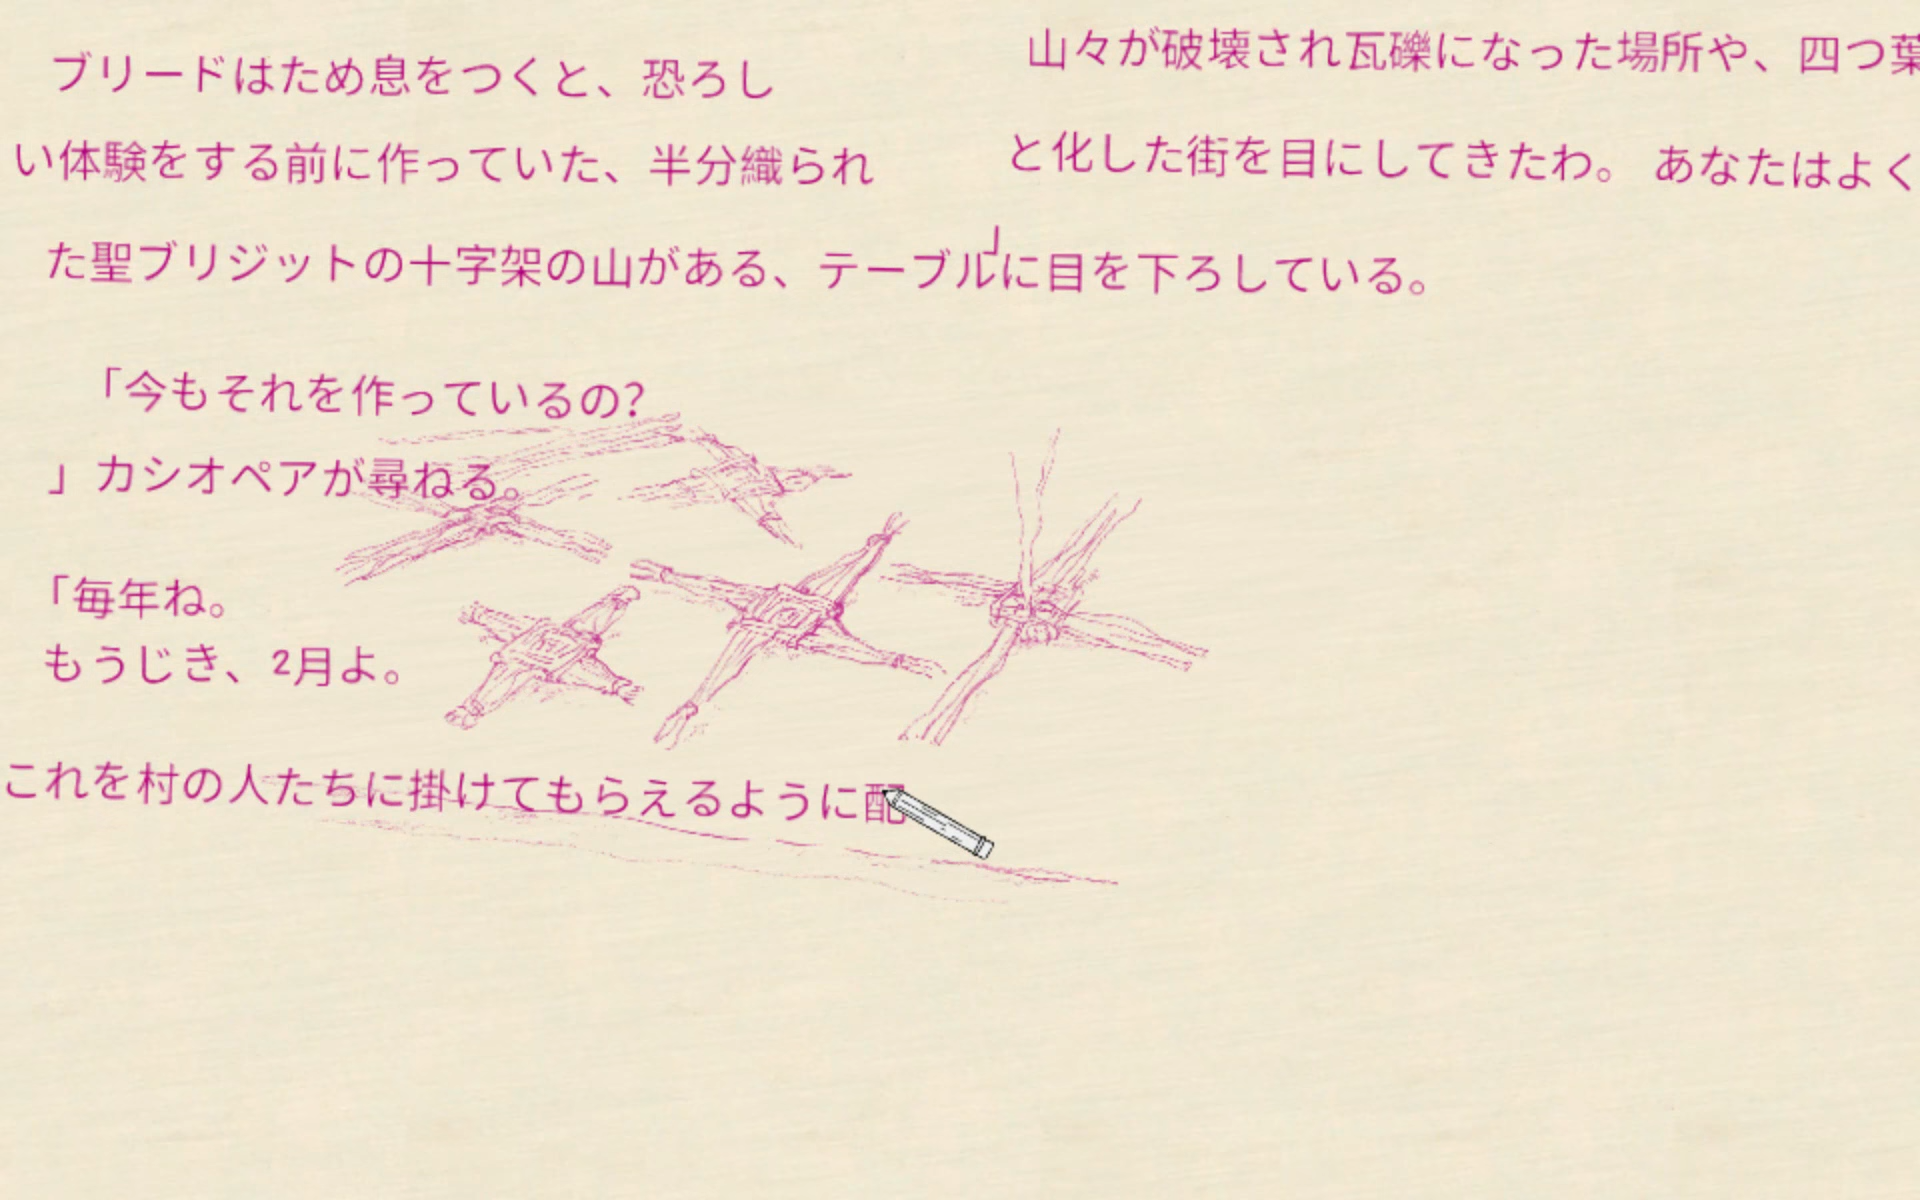 ブリードはため息をつくと、恐ろし
い体験をする前に作っていた、半分織られ
た聖ブリジットの十字架の山がある、テーブルに目を下ろしている。
「今もそれを作っているの?
」カシオペアが尋ねる。
「毎年ね。
もうじき、2月よ。
これを村の人たちに掛けてもらえるように配
山々が破壊され瓦礫になった場所や、四つ葉
と化した街を目にしてきたわ。 あなたはよく
」